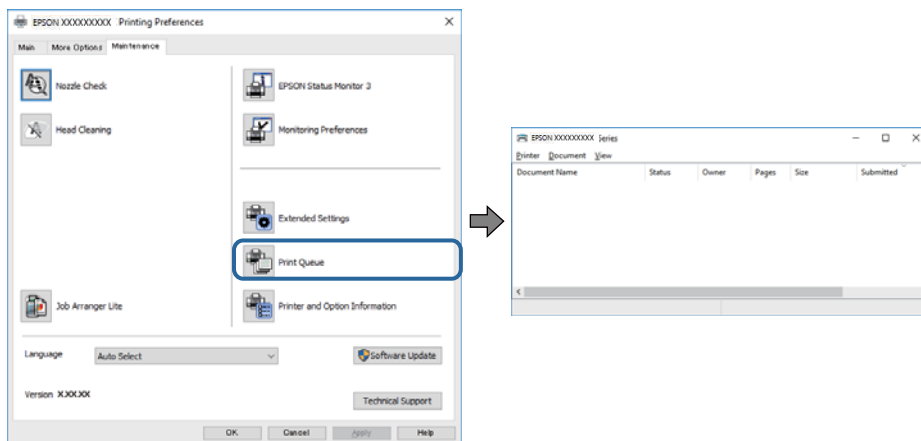 EPSON XXXXXXXXX Printing Preferences
Main More Options Maintenance
Nozzle Check
Head Cleaning
Job Arranger Lite
EPSON Status Monitor 3
Monitoring Preferences
Extended Settings
Print Queue
Printer and Option Information
Language Auto Select Software Update
Version X.XX.XX
Technical Support
OK Cancel Apply Help
EPSON XXXXXXXXX Series
Printer Document View
Document Name Status Owner Pages Size Submitted